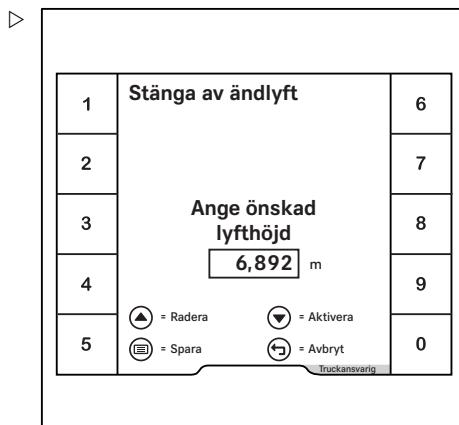 Stänga av ändlyft
1
2
3
4
5
Ange önskad
lyfthöjd
6,892 m
= Radera
= Aktivera
= Spara
= Avbryt
Truckansvarig
6
7
8
9
0